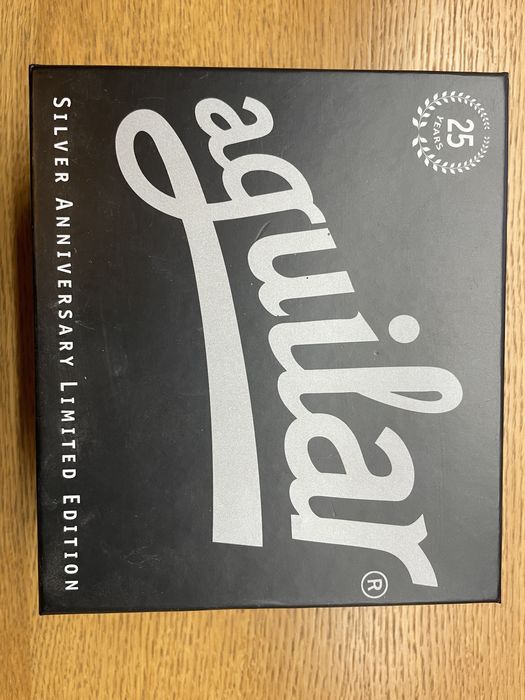 25
YEARS
aguilar®
SILVER ANNIVERSARY LIMITED EDITION